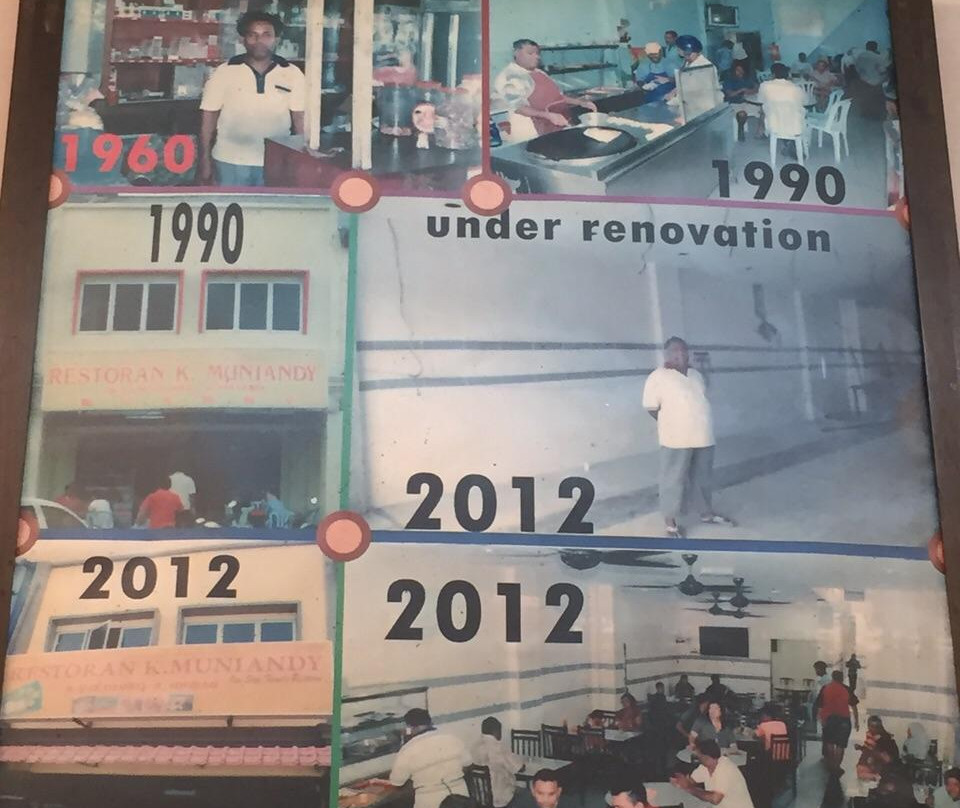 1960
1990
1990
under renovation
RESTORAN K. MUNIANDY
2012
2012
2012
RESTORAN K.MUNIANDY